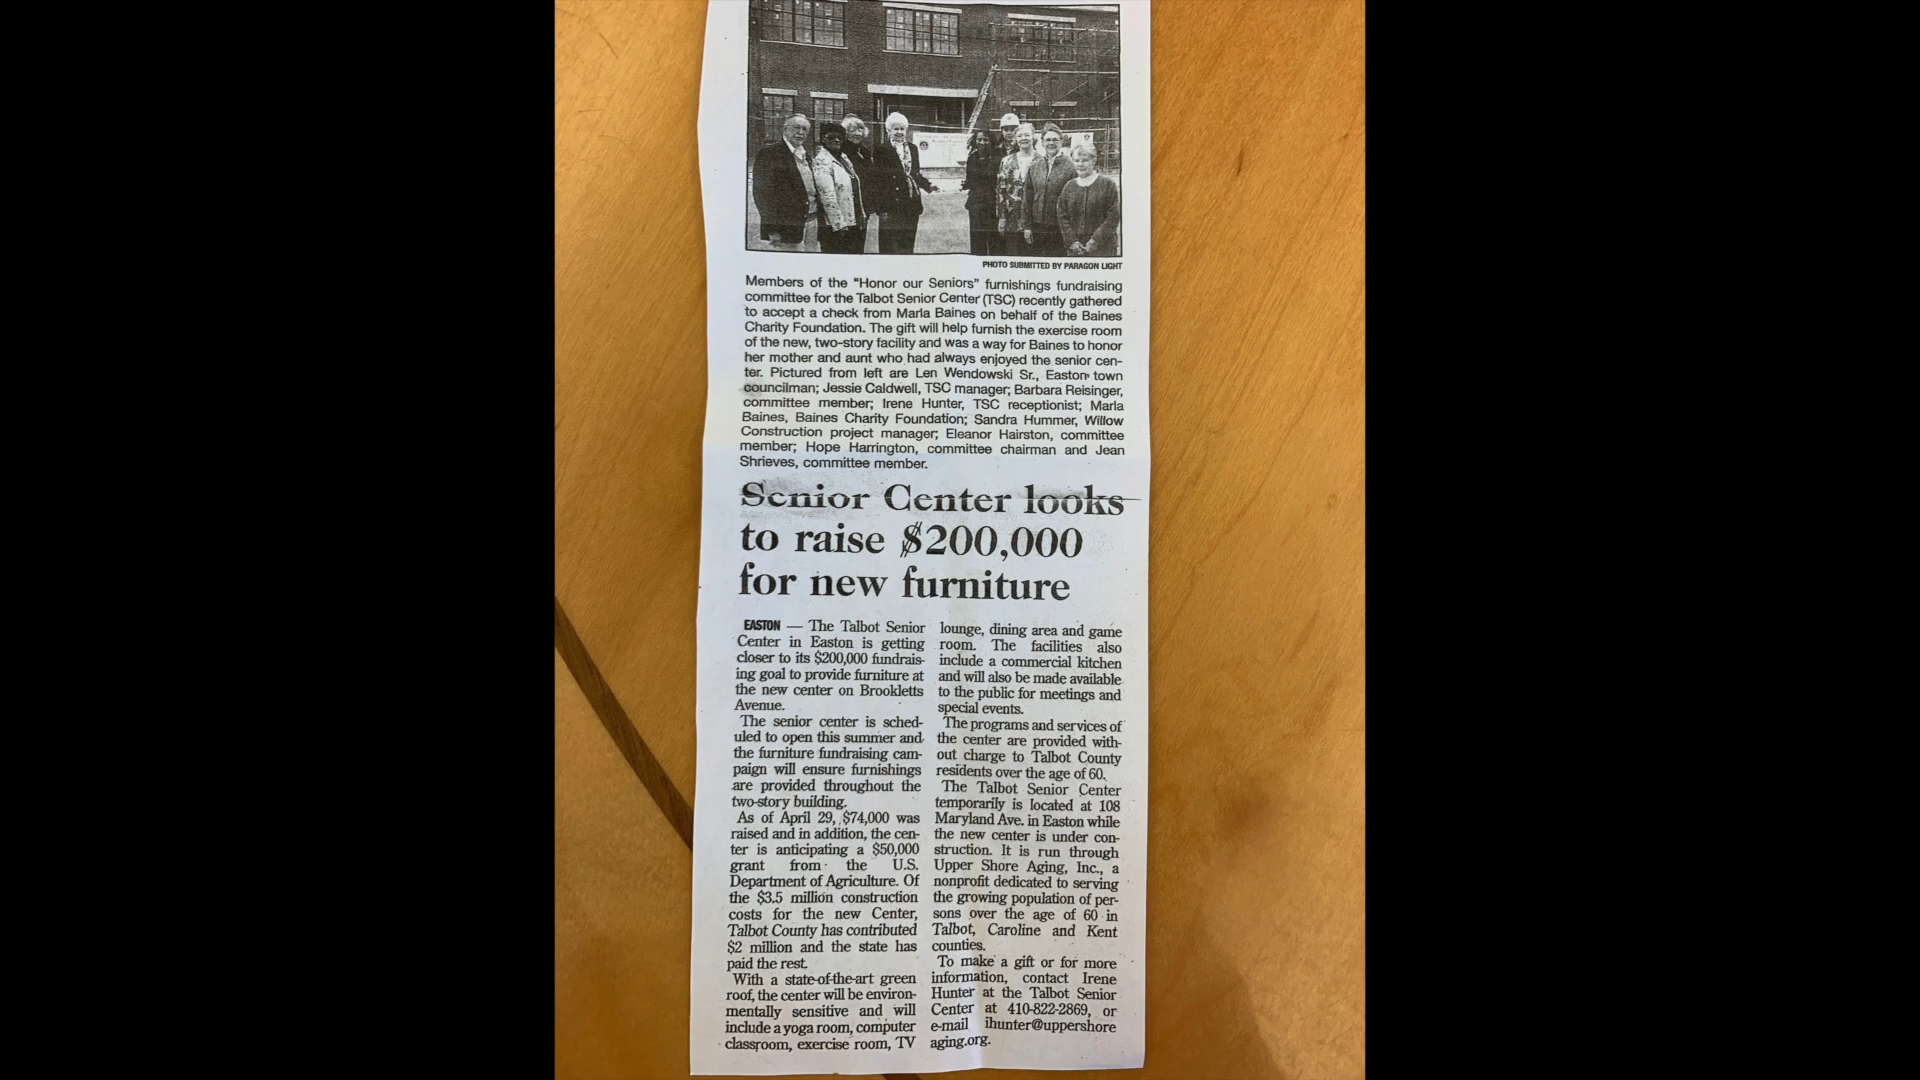 PHOTO SUBMITTED BY PARAGON LIGHT
Members of the "Honor our Seniors" furnishings fundraising
committee for the Talbot Senior Center (TSC) recently gathered
to accept a check from Marla Baines on behalf of the Baines
Charity Foundation. The gift will help furnish the exercise room
of the new, two-story facility and was a way for Baines to honor
her mother and aunt who had always enjoyed the senior cen-
ter. Pictured from left are Len Wendowski Sr., Easton town
councilman; Jessie Caldwell, TSC manager; Barbara Reisinger,
committee member; Irene Hunter, TSC receptionist; Marla
Baines, Baines Charity Foundation; Sandra Hummer, Willow
Construction project manager; Eleanor Hairston, committee
member; Hope Harrington, committee chairman and Jean
Shrieves, committee member.
Senior Center looks
to raise $200,000
for new furniture
EASTON — The Talbot Senior
Center in Easton is getting
closer to its $200,000 fundrais-
ing goal to provide furniture at
the new center on Brookletts
Avenue.
The senior center is sched-
uled to open this summer and
the furniture fundraising cam-
paign will ensure furnishings
are provided throughout the
two-story building.
As of April 29, $74,000 was
raised and in addition, the cen-
ter is anticipating a $50,000
grant from the U.S.
Department of Agriculture. Of
the $3.5 million construction
costs for the new Center,
Talbot County has contributed
$2 million and the state has
paid the rest.
With a state-of-the-art green
roof, the center will be environ-
mentally sensitive and will
include a yoga room, computer
classroom, exercise room, TV
lounge, dining area and game
room. The facilities also
include a commercial kitchen
and will also be made available
to the public for meetings and
special events.
The programs and services of
the center are provided with-
out charge to Talbot County
residents over the age of 60.
The Talbot Senior Center
temporarily is located at 108
Maryland Ave. in Easton while
the new center is under con-
struction. It is run through
Upper Shore Aging, Inc., a
nonprofit dedicated to serving
the growing population of per-
sons over the age of 60 in
Talbot, Caroline and Kent
counties.
To make a gift or for more
information, contact Irene
Hunter at the Talbot Senior
Center at 410-822-2869, or
e-mail ihunter@uppershore
aging.org.